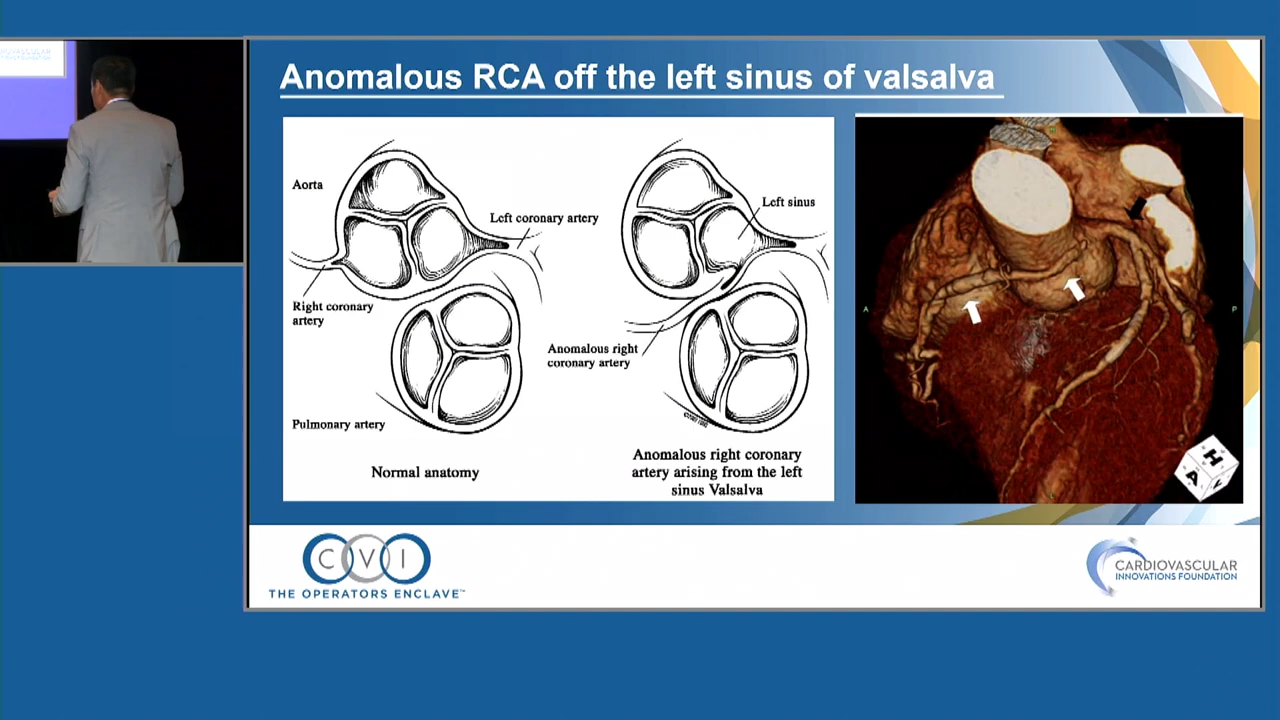 Anomalous RCA off the left sinus of valsalva
Aorta
Left coronary artery
Right coronary
artery
Pulmonary artery
Normal anatomy
Left sinus
Anomalous right
coronary artery
Anomalous right coronary
artery arising from the left
sinus Valsalva
A
P
H
A
CVI
THE OPERATORS ENCLAVE™
CARDIOVASCULAR
INNOVATIONS FOUNDATION